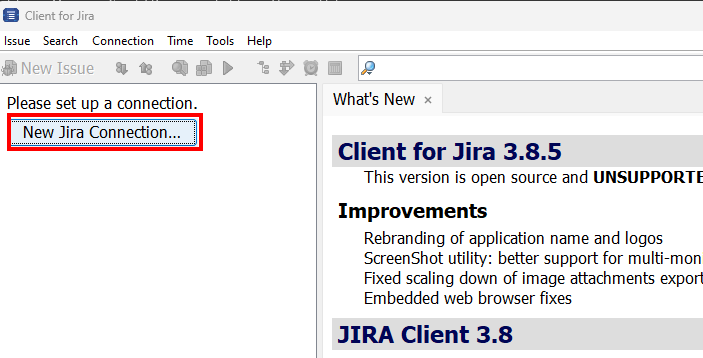 Client for Jira
Issue Search Connection Time Tools Help
New Issue
Please set up a connection.
New Jira Connection...
What's New
Client for Jira 3.8.5
This version is open source and UNSUPPORTE
Improvements
Rebranding of application name and logos
ScreenShot utility: better support for multi-mon
Fixed scaling down of image attachments export
Embedded web browser fixes
JIRA Client 3.8